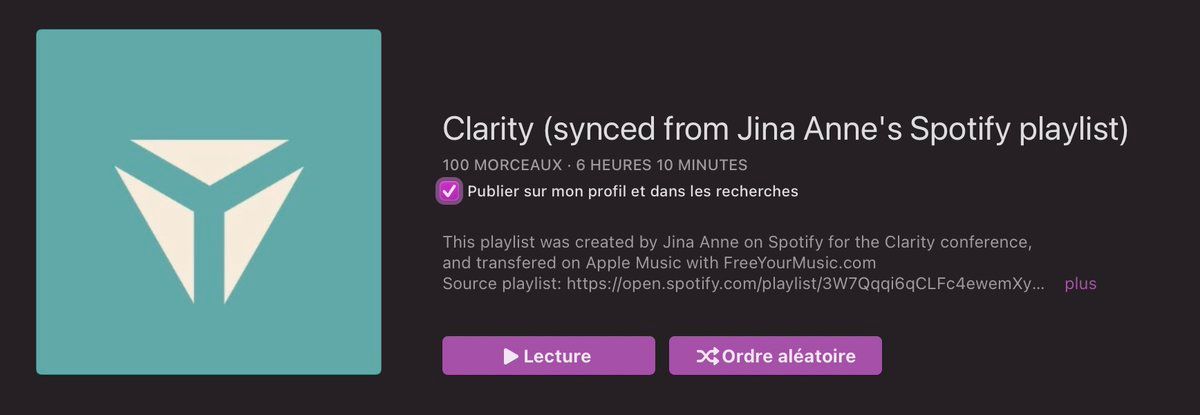 Clarity (synced from Jina Anne's Spotify playlist)
100 MORCEAUX · 6 HEURES 10 MINUTES
Publier sur mon profil et dans les recherches
This playlist was created by Jina Anne on Spotify for the Clarity conference,
and transfered on Apple Music with FreeYourMusic.com
Source playlist: https://open.spotify.com/playlist/3W7Qqqi6qCLFc4ewemXy... plus
Lecture
Ordre aléatoire